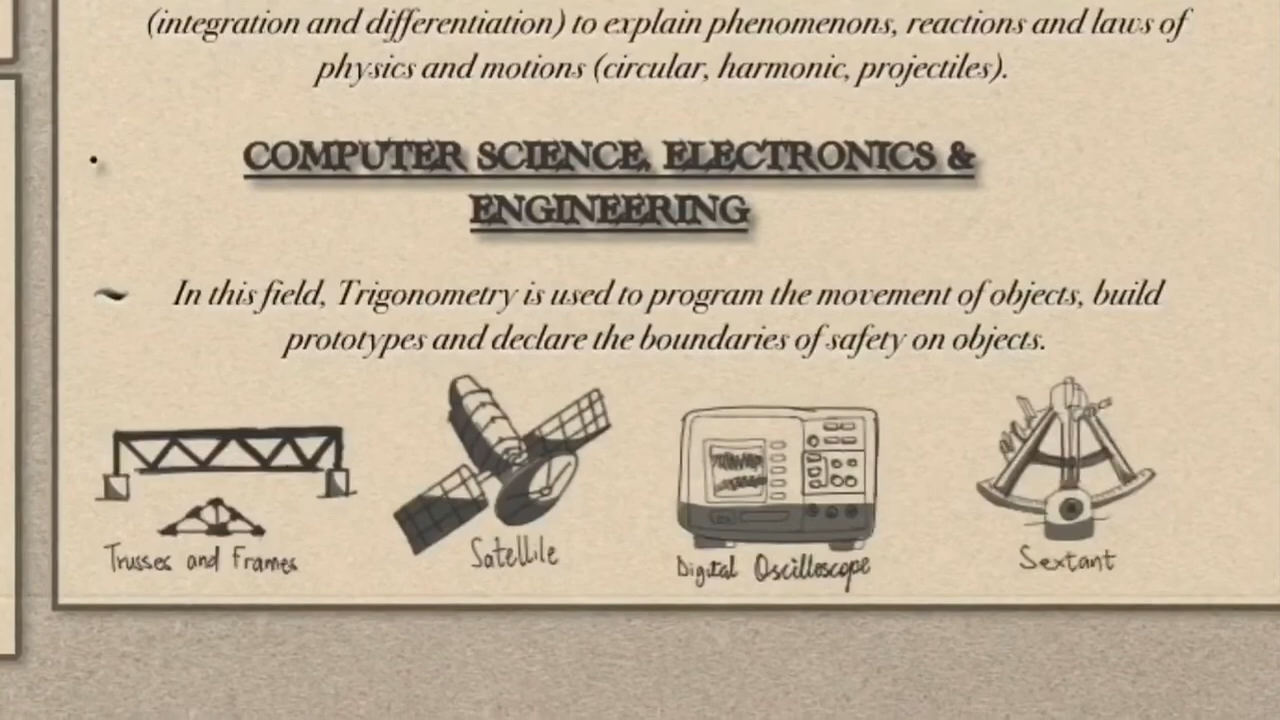 (integration and differentiation) to explain phenomenons, reactions and laws of
physics and motions (circular, harmonic, projectiles).
· COMPUTER SCIENCE, ELECTRONICS &
ENGINEERING
~ In this field, Trigonometry is used to program the movement of objects, build
prototypes and declare the boundaries of safety on objects.
Trusses and Frames
Satellile
Digital Oscilloscope
Sextant